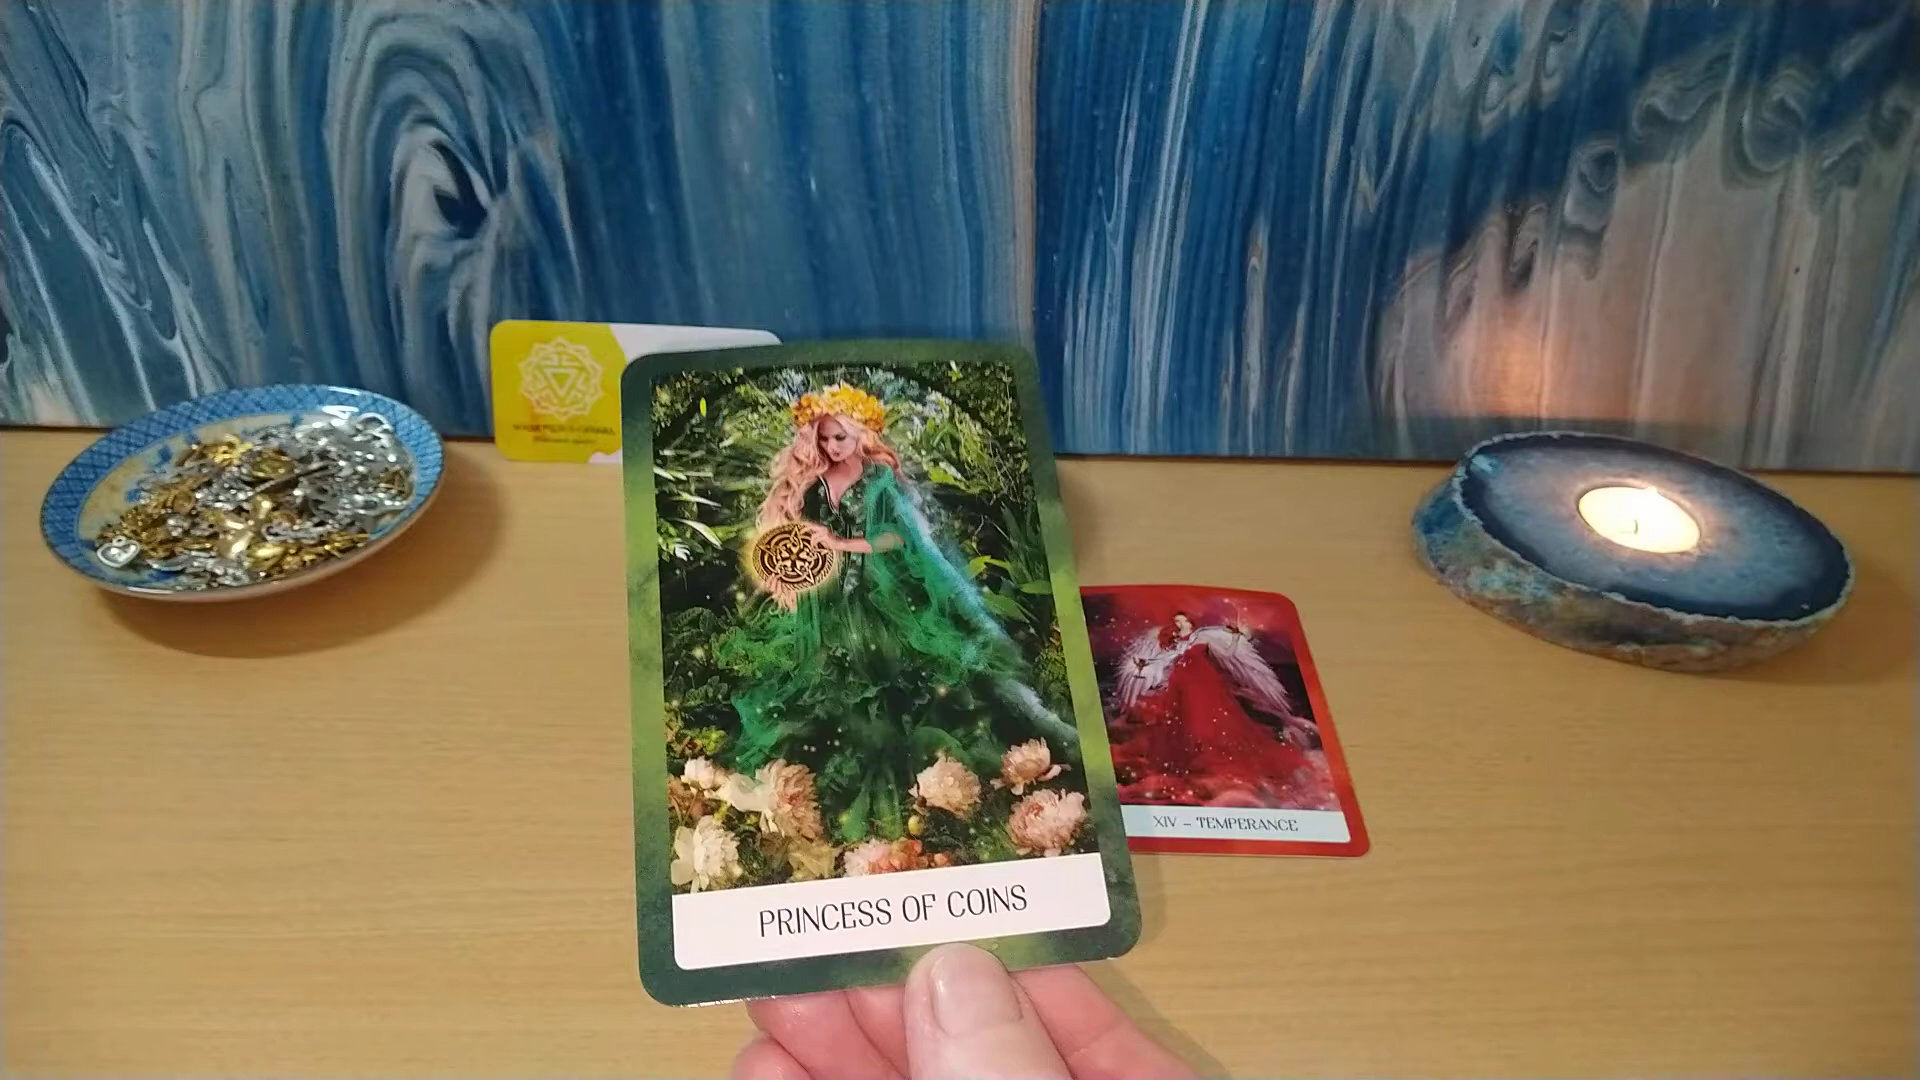 PRINCESS OF COINS
XIV – TEMPERANCE